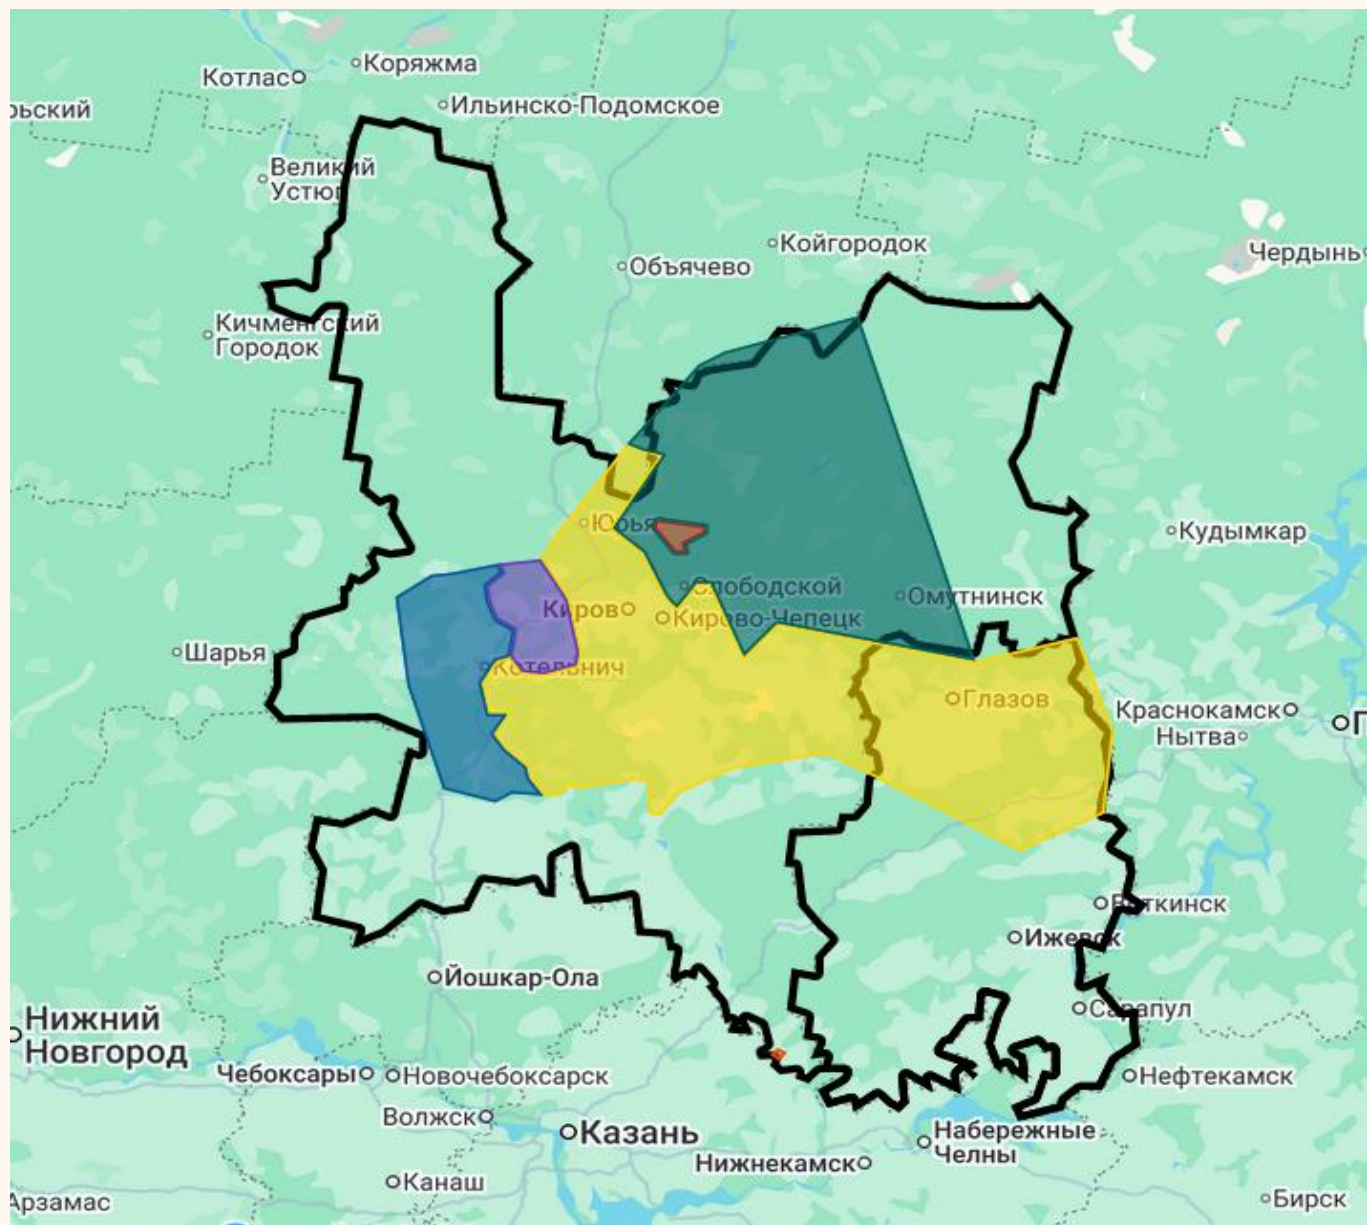 Коряжма
Котлас
Ильинско-Подомское
рьский
Великий
Устюг
Койгородок
Чердынь
Объячево
Кичменгский
Городок
Юрья
Кудымкар
Слободской
Омутнинск
Киров
Кирово-Чепецк
Шарья
Котельнич
Глазов
Краснокамск
Нытва
П
Воткинск
Ижевск
Йошкар-Ола
Сарапул
Нижний
Новгород
Чебоксары
Новочебоксарск
Нефтекамск
Волжск
Казань
Набережные
Челны
Нижнекамск
Канаш
Арзамас
Бирск